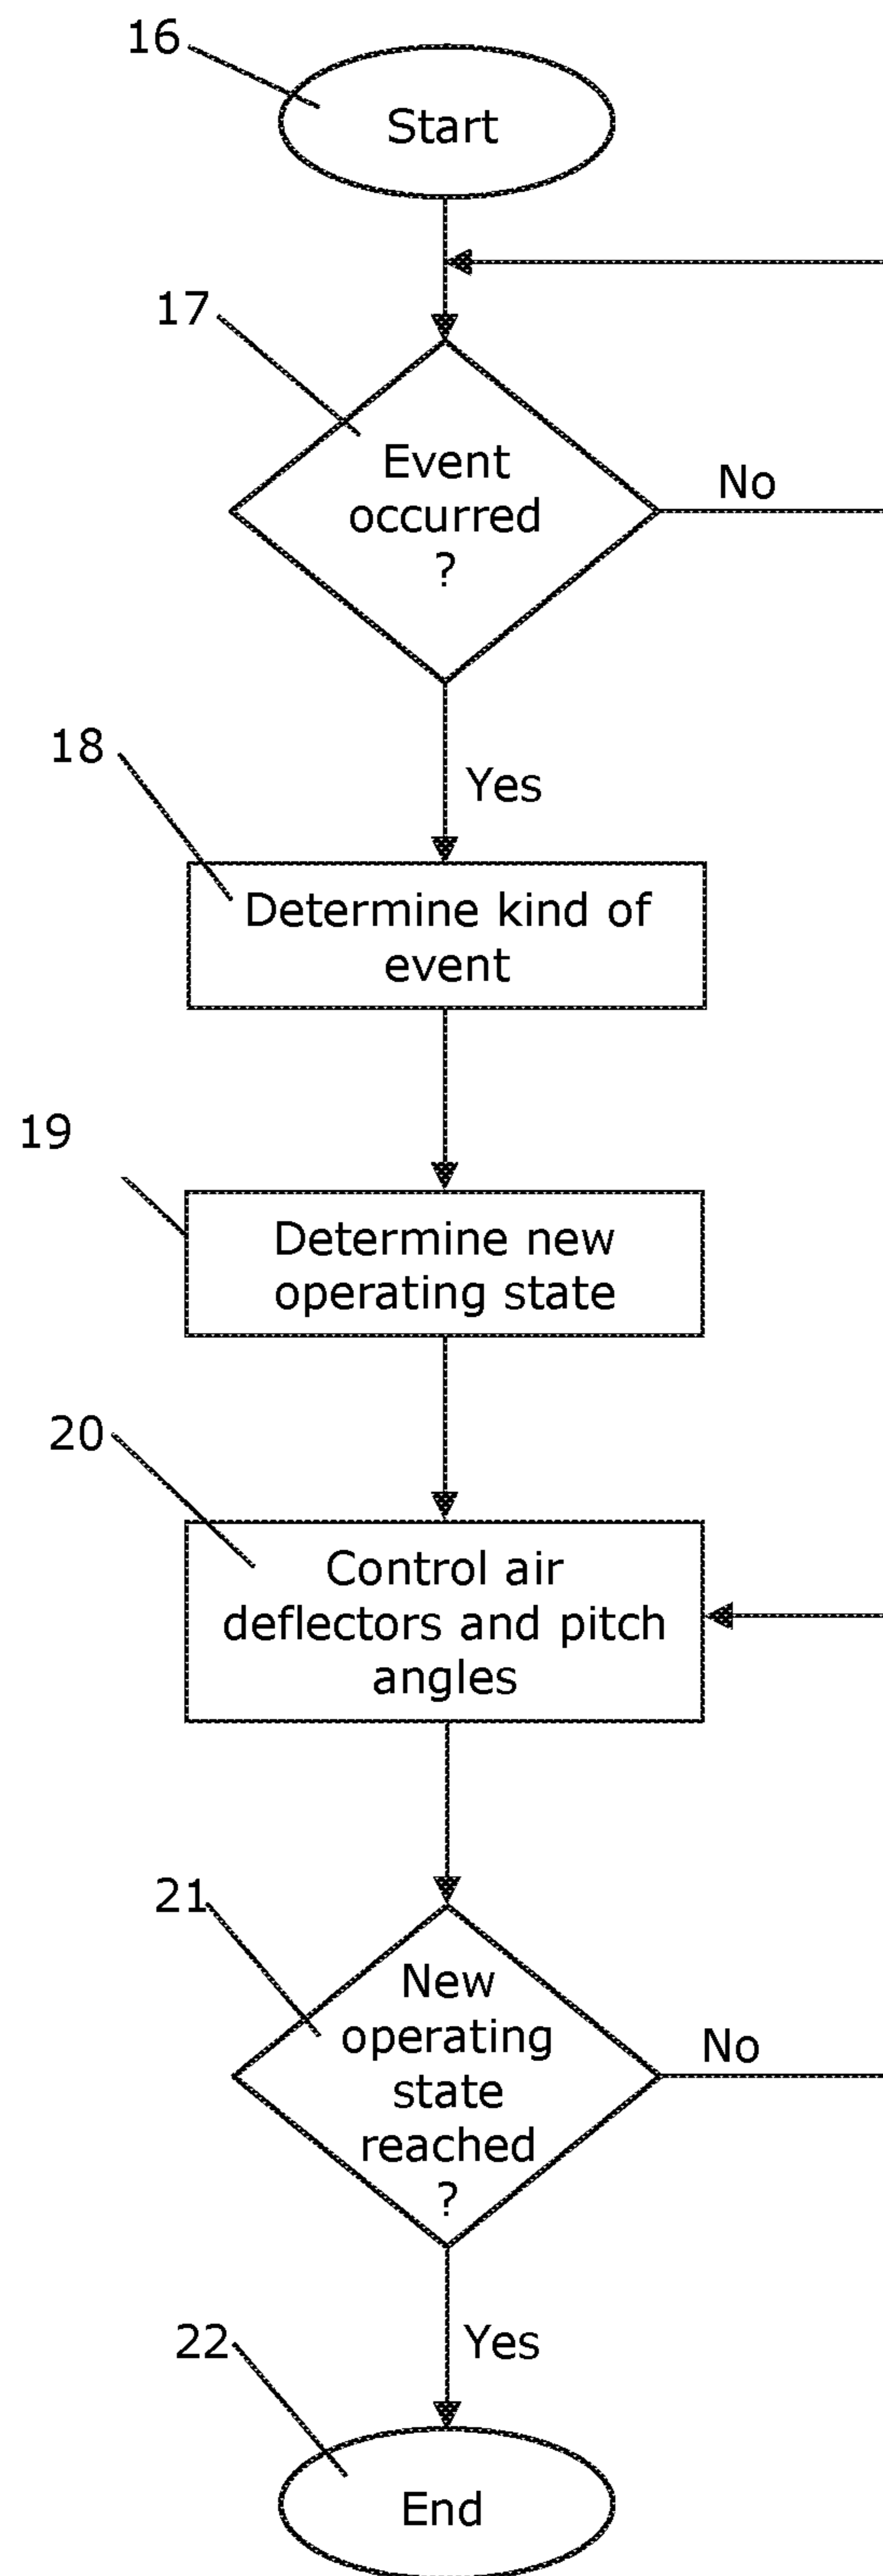 16
Start
17
Event
occurred
?
No
18
Yes
Determine kind of
event
19
Determine new
operating state
20
Control air
deflectors and pitch
angles
21
New
operating
state
reached
?
No
22
Yes
End